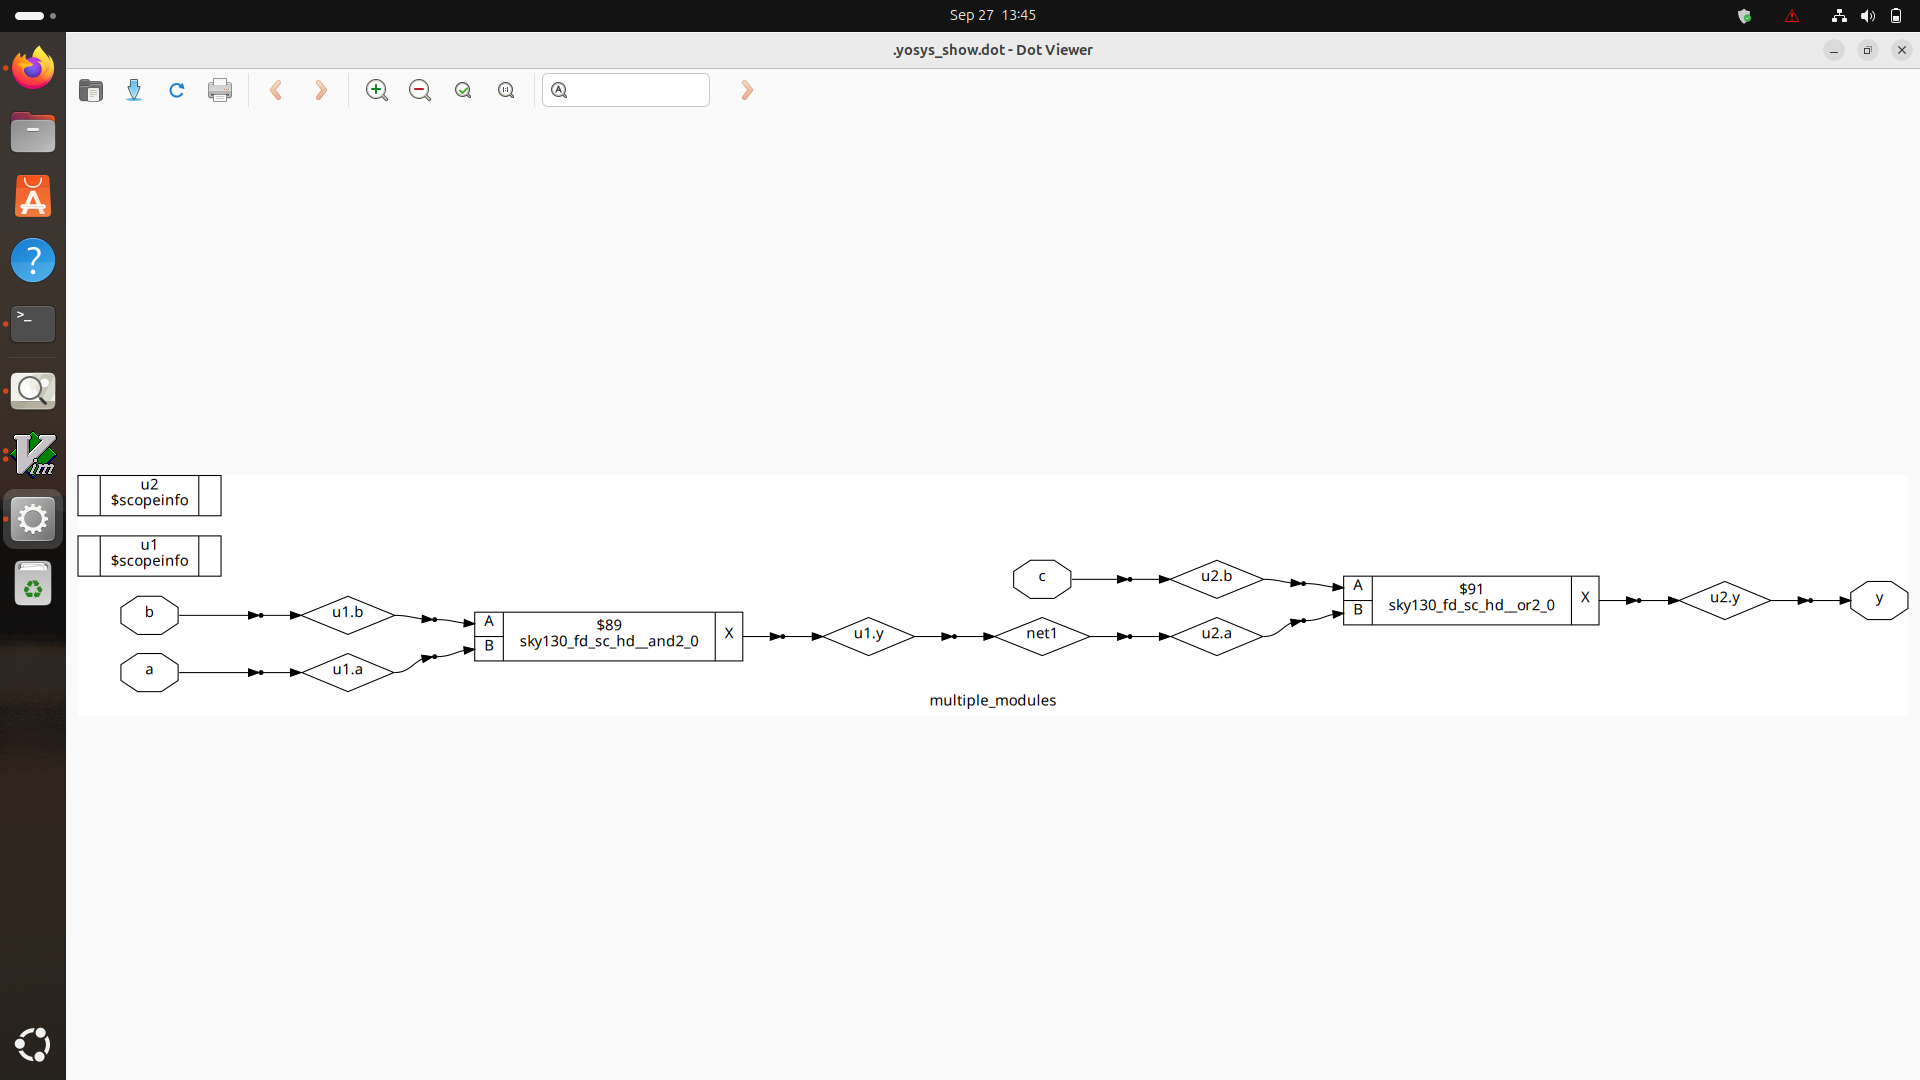 Sep 27 13:45
.yosys_show.dot - Dot Viewer
u2
$scopeinfo
u1
$scopeinfo
c
u2.b
A
B
$91
sky130_fd_sc_hd__or2_0
X
u2.y
y
b
u1.b
A
B
$89
sky130_fd_sc_hd__and2_0
X
u1.y
net1
u2.a
a
u1.a
multiple_modules